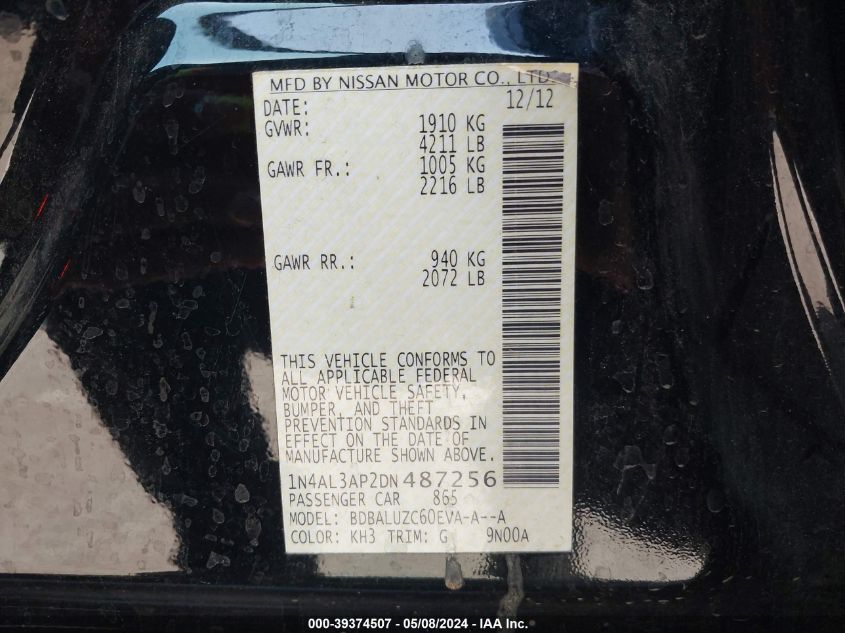 MFD BY NISSAN MOTOR CO., LTD.
DATE: 12/12
GVWR: 1910 KG
4211 LB
GAWR FR.: 1005 KG
2216 LB
GAWR RR.: 940 KG
2072 LB
THIS VEHICLE CONFORMS TO
ALL APPLICABLE FEDERAL
MOTOR VEHICLE SAFETY,
BUMPER, AND THEFT
PREVENTION STANDARDS IN
EFFECT ON THE DATE OF
MANUFACTURE SHOWN ABOVE.
1N4AL3AP2DN487256
PASSENGER CAR 865
MODEL: BDBALUZC60EVA-A--A
COLOR: KH3 TRIM: G 9N00A
000-39374507 - 05/08/2024 - IAA Inc.